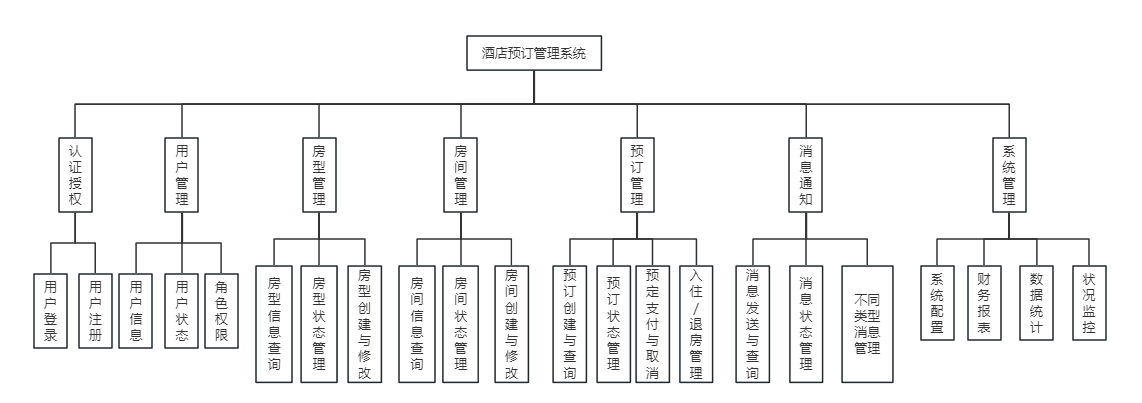 酒店预订管理系统
认证授权
用户管理
房型管理
房间管理
预订管理
消息通知
系统管理
用户登录
用户注册
用户信息
用户状态
角色权限
房型信息查询
房型状态管理
房型创建与修改
房间信息查询
房间状态管理
房间创建与修改
预订创建与查询
预订状态管理
预定支付与取消
入住/退房管理
消息发送与查询
消息状态管理
不同
类型
消息
管理
系统配置
财务报表
数据统计
状况监控